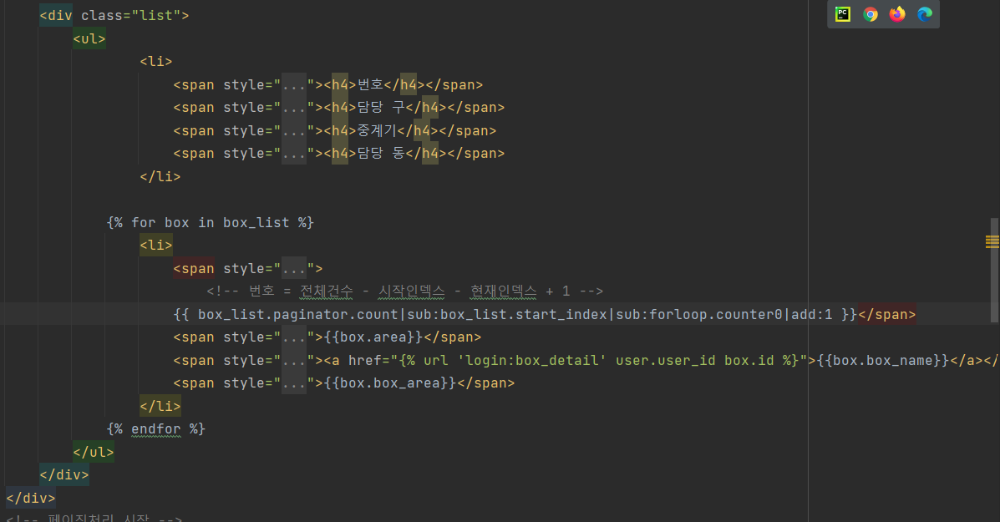 <div class="list">
<ul>
<li>
<span style="..."><h4>번호</h4></span>
<span style="..."><h4>담당 구</h4></span>
<span style="..."><h4>중계기</h4></span>
<span style="..."><h4>담당 동</h4></span>
</li>
{% for box in box_list %}
<li>
<span style="...">
<!-- 번호 = 전체건수 - 시작인덱스 - 현재인덱스 + 1 -->
{{ box_list.paginator.count|sub:box_list.start_index|sub:forloop.counter0|add:1 }}</span>
<span style="...">{{box.area}}</span>
<span style="..."><a href="{% url 'login:box_detail' user.user_id box.id %}">{{box.box_name}}</a></
<span style="...">{{box.box_area}}</span>
</li>
{% endfor %}
</ul>
</div>
</div>
<!-- 페이징처리 시작 -->
PC